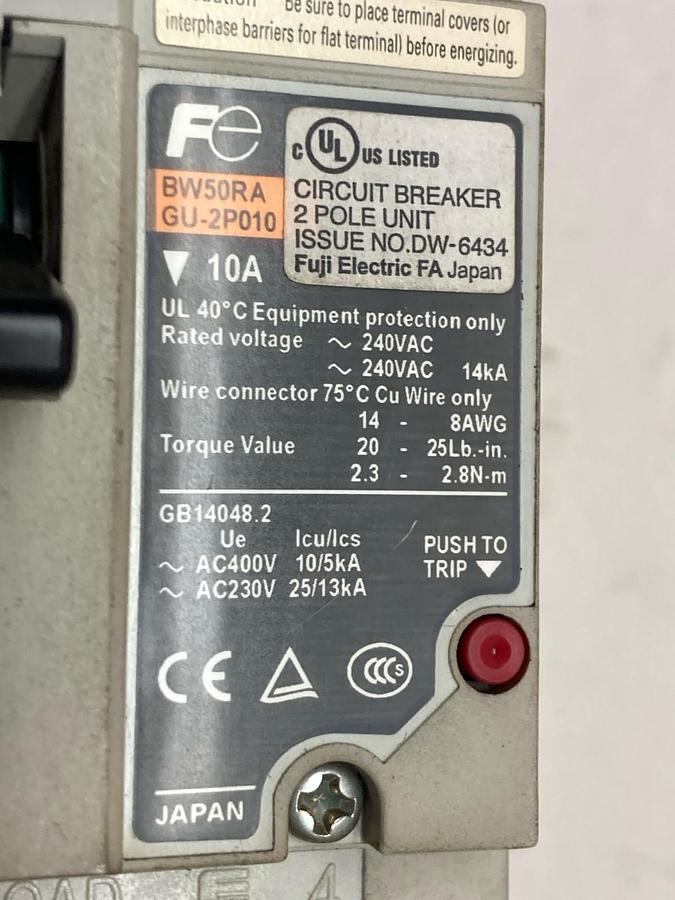 Be sure to place terminal covers (or
interphase barriers for flat terminal) before energizing.
Fe
C UL US LISTED
BW50RA
GU-2P010
CIRCUIT BREAKER
2 POLE UNIT
ISSUE NO.DW-6434
Fuji Electric FA Japan
▼ 10A
UL 40°C Equipment protection only
Rated voltage ~ 240VAC
~ 240VAC 14kA
Wire connector 75°C Cu Wire only
14 - 8AWG
Torque Value 20 - 25Lb.-in.
2.3 - 2.8N-m
GB14048.2
Ue Icu/Ics
~ AC400V 10/5kA
~ AC230V 25/13kA
PUSH TO
TRIP ▼
CE CCC S
JAPAN
4